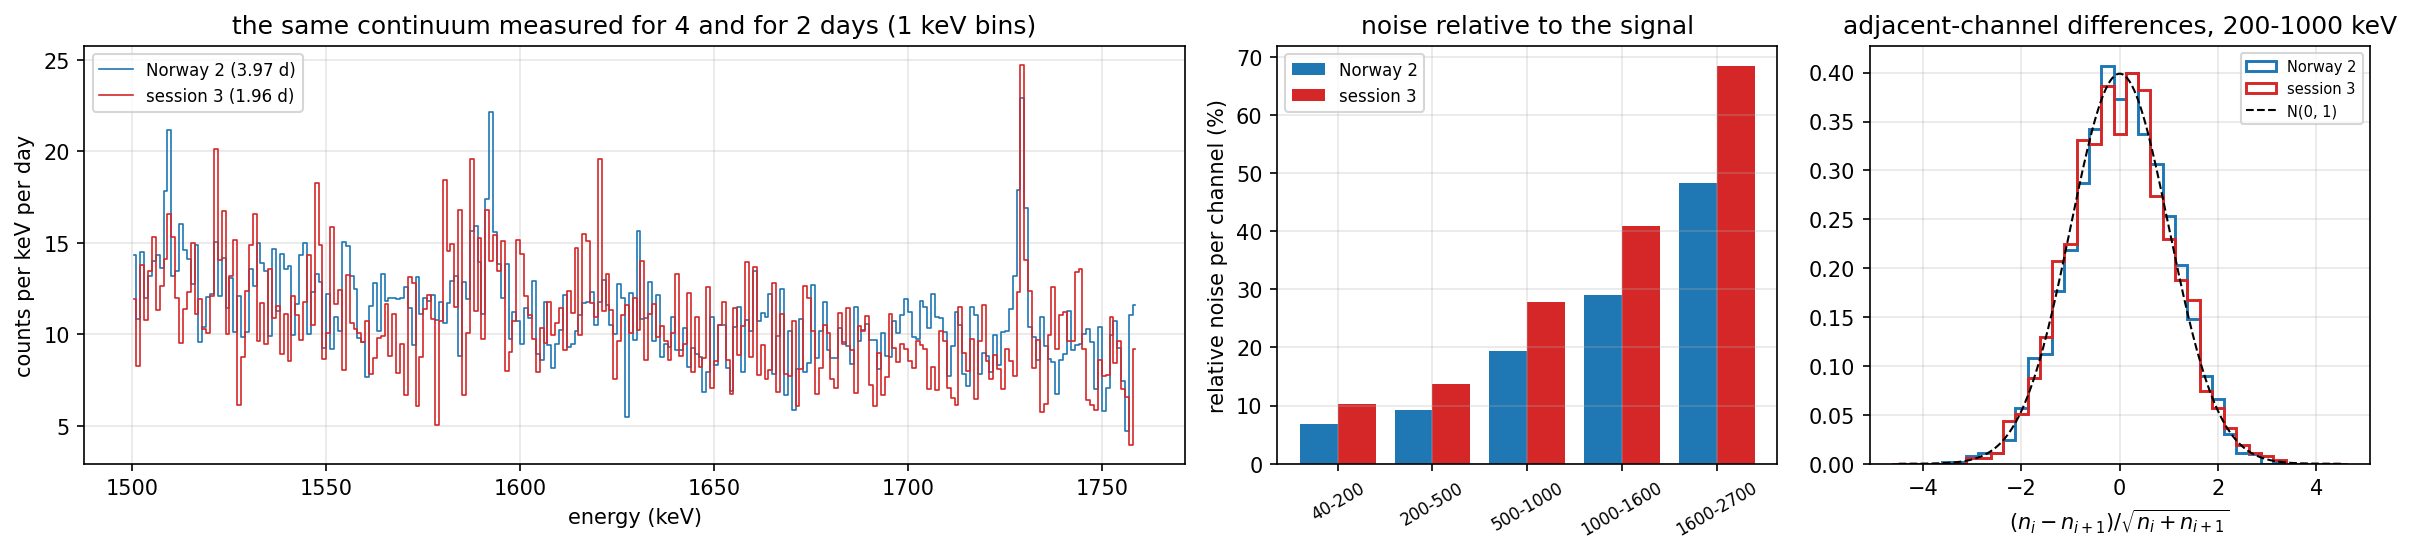 the same continuum measured for 4 and for 2 days (1 keV bins)
counts per keV per day
25
20
15
10
5
Norway 2 (3.97 d)
session 3 (1.96 d)
1500
1550
1600
1650
1700
1750
energy (keV)
noise relative to the signal
relative noise per channel (%)
70
60
50
40
30
20
10
0
Norway 2
session 3
40-200
200-500
500-1000
1000-1600
1600-2700
adjacent-channel differences, 200-1000 keV
0.40
0.35
0.30
0.25
0.20
0.15
0.10
0.05
0.00
Norway 2
session 3
N(0, 1)
−4
−2
0
2
4
(nᵢ − nᵢ₊₁)/√(nᵢ + nᵢ₊₁)